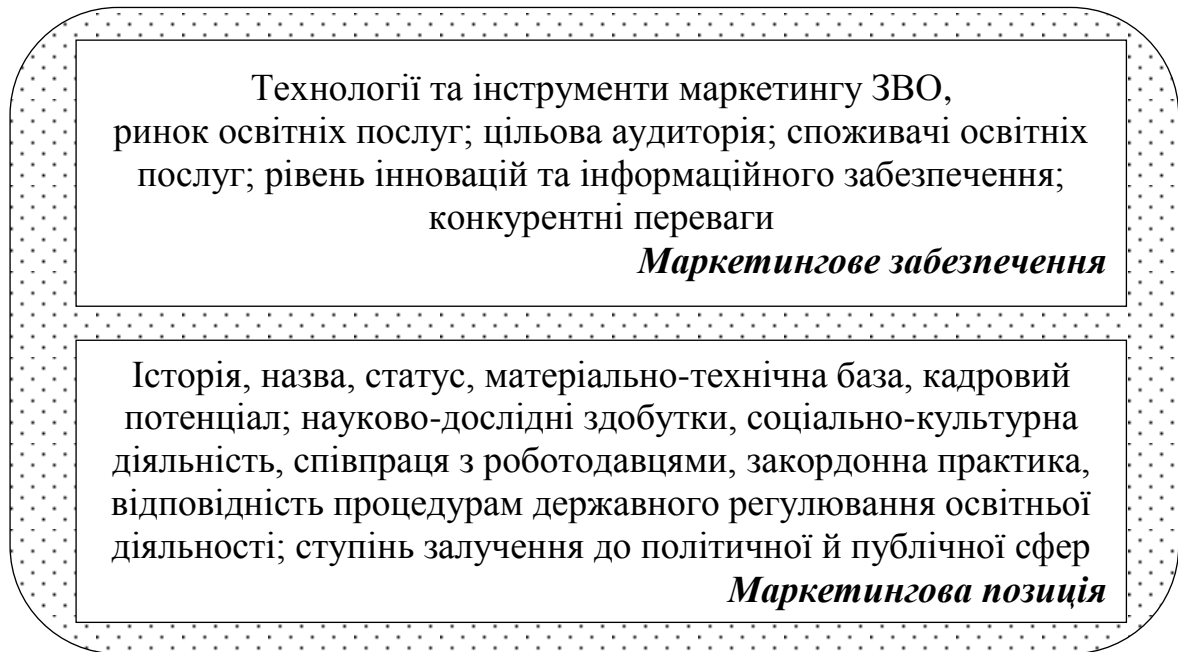 Технології та інструменти маркетингу ЗВО,
ринок освітніх послуг; цільова аудиторія; споживачі освітніх
послуг; рівень інновацій та інформаційного забезпечення;
конкурентні переваги
Маркетингове забезпечення
Історія, назва, статус, матеріально-технічна база, кадровий
потенціал; науково-дослідні здобутки, соціально-культурна
діяльність, співпраця з роботодавцями, закордонна практика,
відповідність процедурам державного регулювання освітньої
діяльності; ступінь залучення до політичної й публічної сфер
Маркетингова позиція